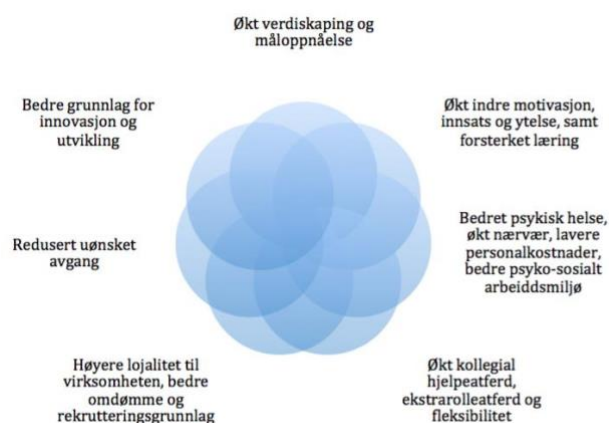 Økt verdiskaping og
måloppnåelse
Økt indre motivasjon,
innsats og ytelse, samt
forsterket læring
Bedret psykisk helse,
økt nærvær, lavere
personalkostnader,
bedre psyko-sosialt
arbeiddsmiljø
Økt kollegial
hjelpeatferd,
ekstrarolleatferd og
fleksibilitet
Høyere lojalitet til
virksomheten, bedre
omdømme og
rekrutteringsgrunnlag
Redusert uønsket
avgang
Bedre grunnlag for
innovasjon og
utvikling